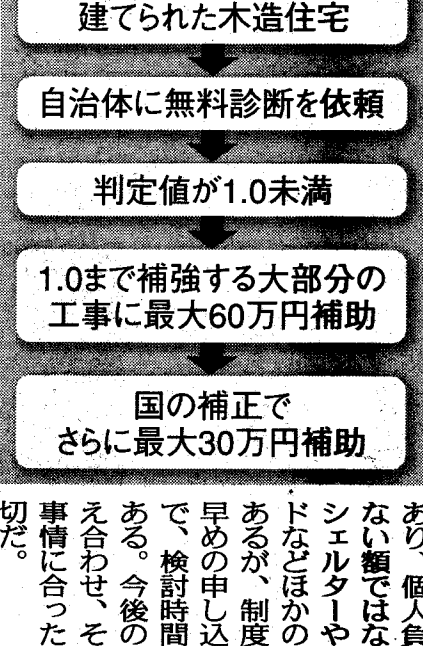 建てられた木造住宅
自治体に無料診断を依頼
判定値が1.0未満
1.0まで補強する大部分の
工事に最大60万円補助
国の補正で
さらに最大30万円補助
あり、個人負
ない額ではな
シェルターや
ドなどほかの
あるが、制度
早めの申し込
で、検討時間
ある。今後の
え合わせ、そ
事情に合った
切だ。